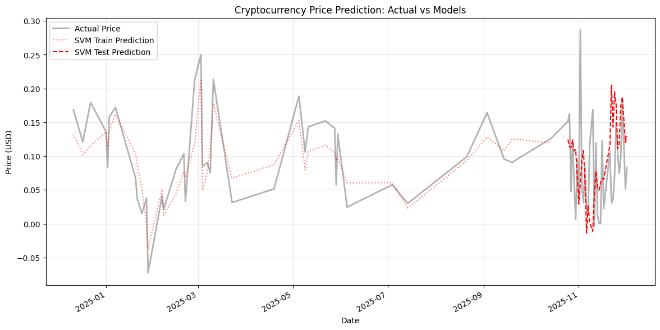 Cryptocurrency Price Prediction: Actual vs Models
Actual Price
SVM Train Prediction
SVM Test Prediction
Price (USD)
0.30
0.25
0.20
0.15
0.10
0.05
0.00
−0.05
2025-01
2025-03
2025-05
2025-07
2025-09
2025-11
Date